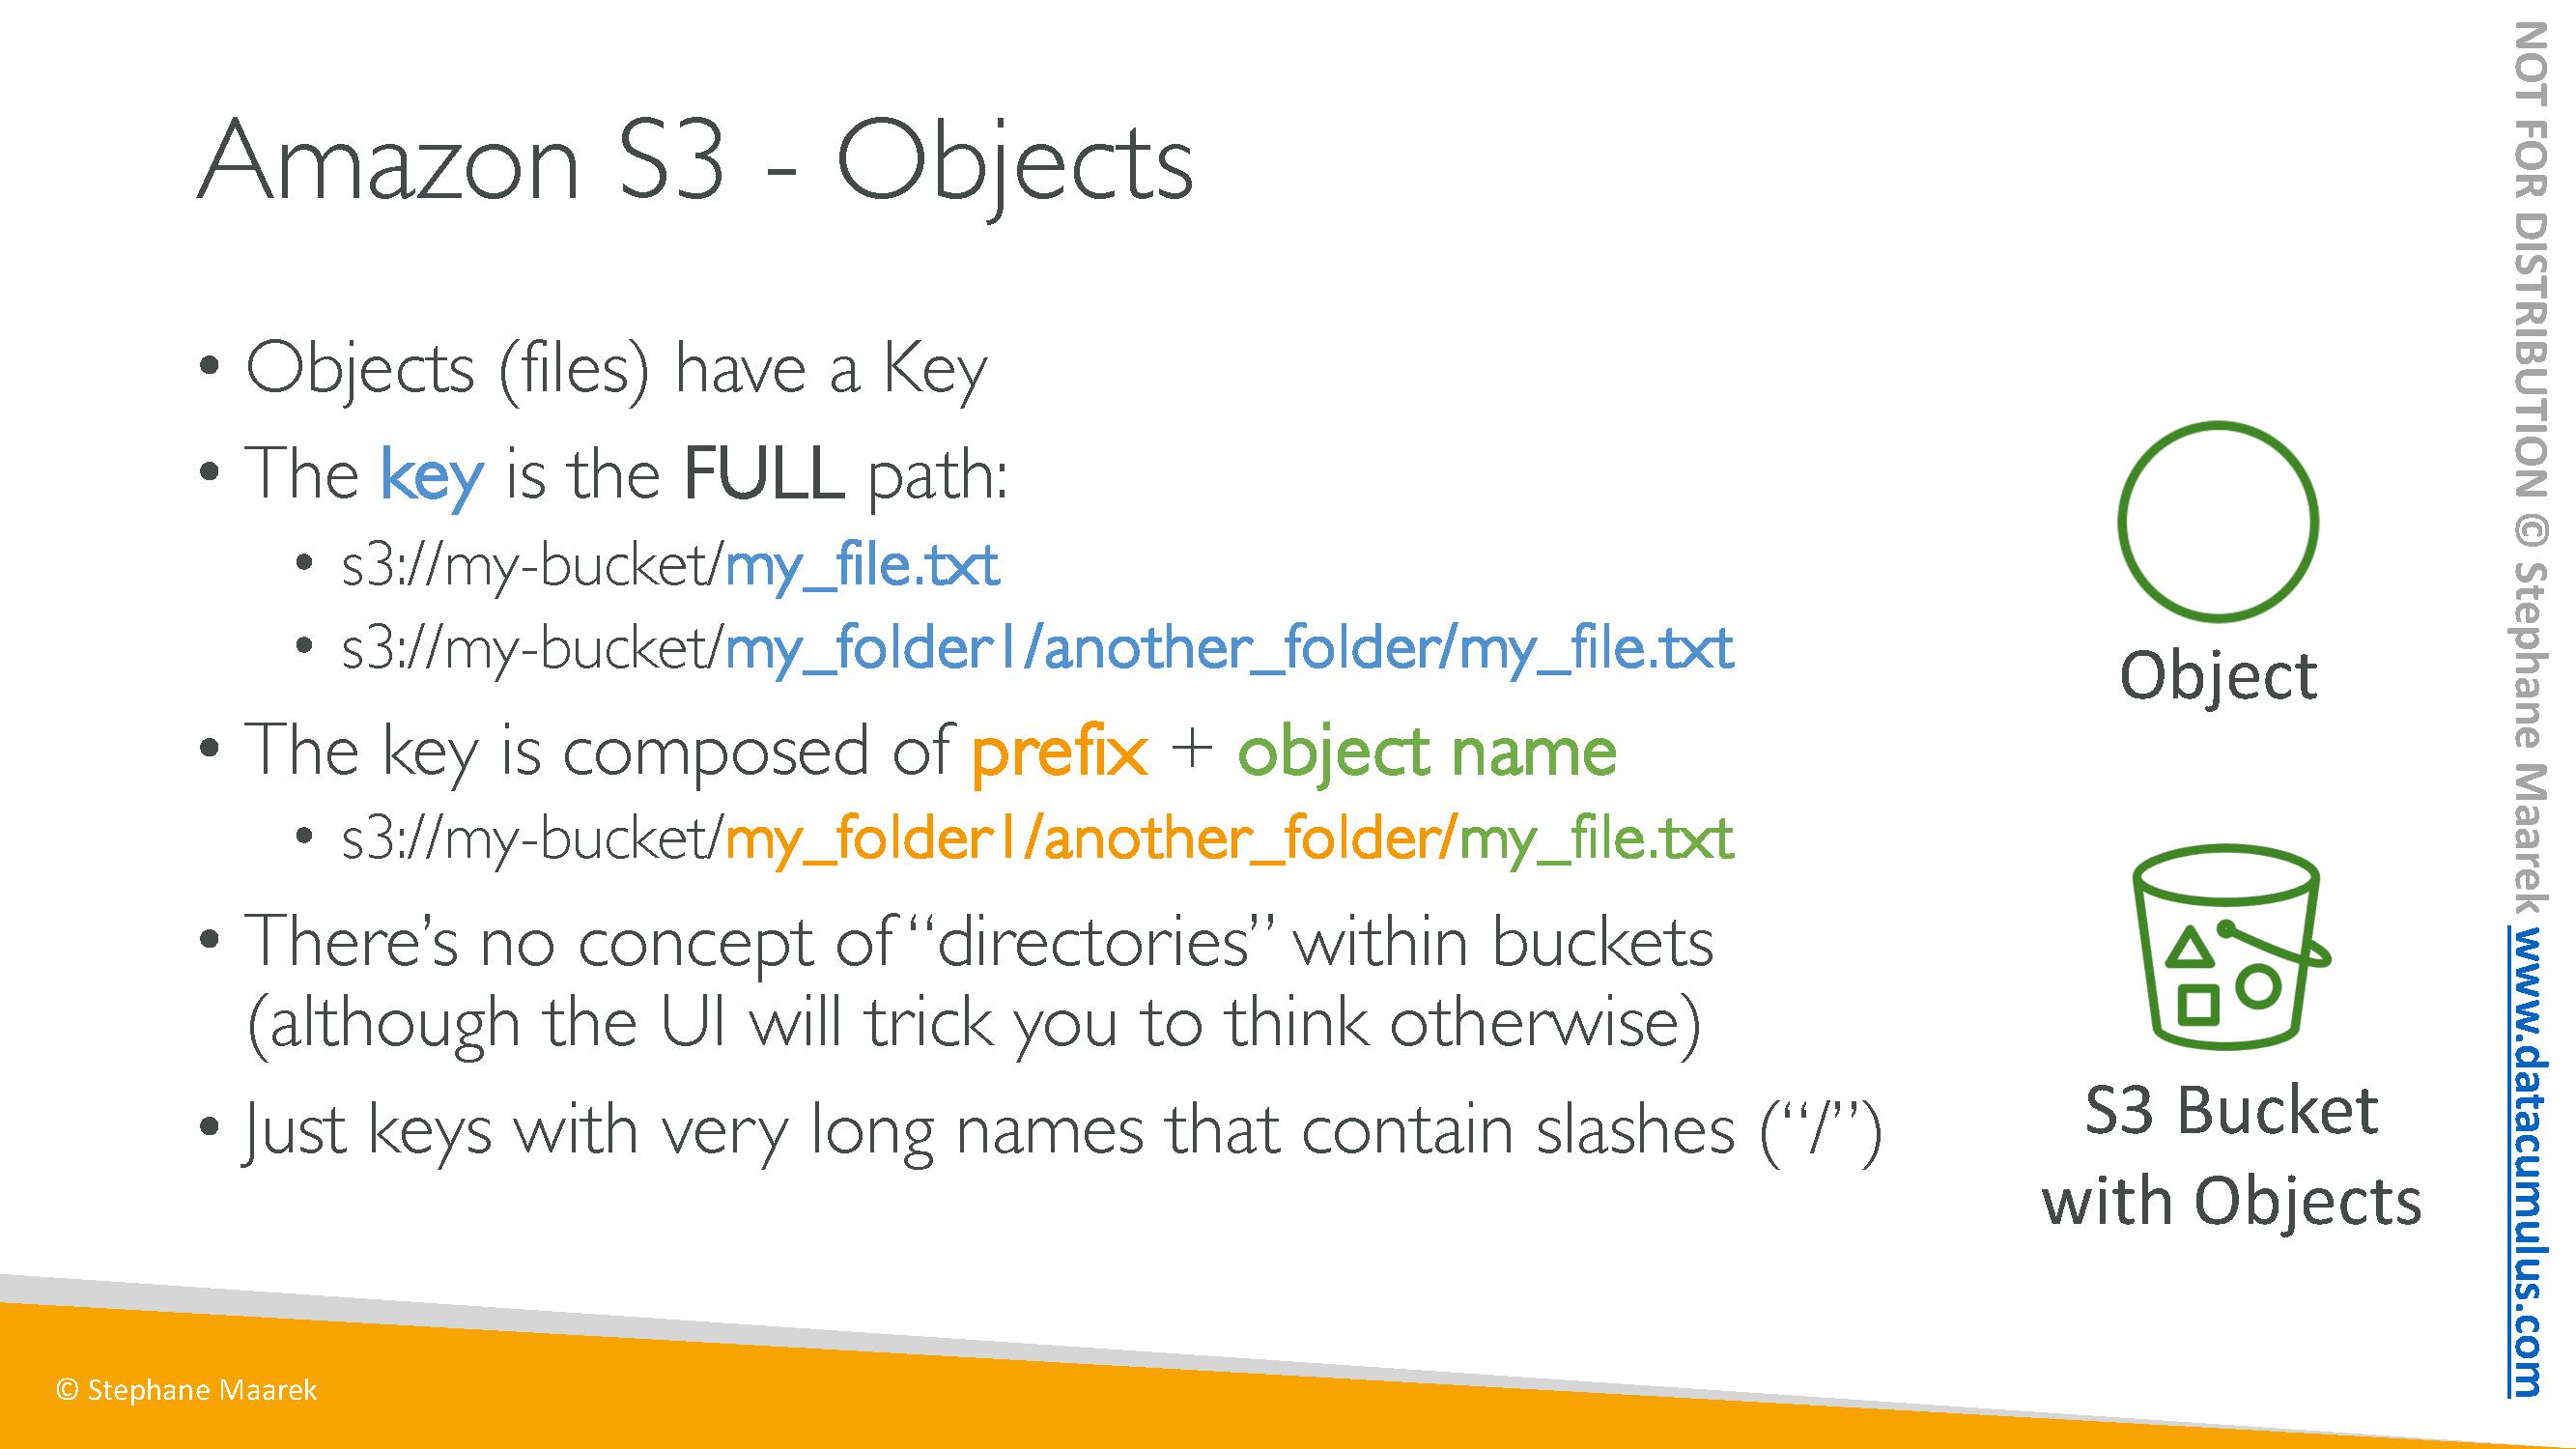 Amazon S3 - Objects
• Objects (files) have a Key
• The key is the FULL path:
• s3://my-bucket/my_file.txt
• s3://my-bucket/my_folder1/another_folder/my_file.txt
• The key is composed of prefix + object name
• s3://my-bucket/my_folder1/another_folder/my_file.txt
• There’s no concept of “directories” within buckets
(although the UI will trick you to think otherwise)
• Just keys with very long names that contain slashes (“/”)
Object
S3 Bucket
with Objects
© Stephane Maarek
NOT FOR DISTRIBUTION © Stephane Maarek www.datacumulus.com